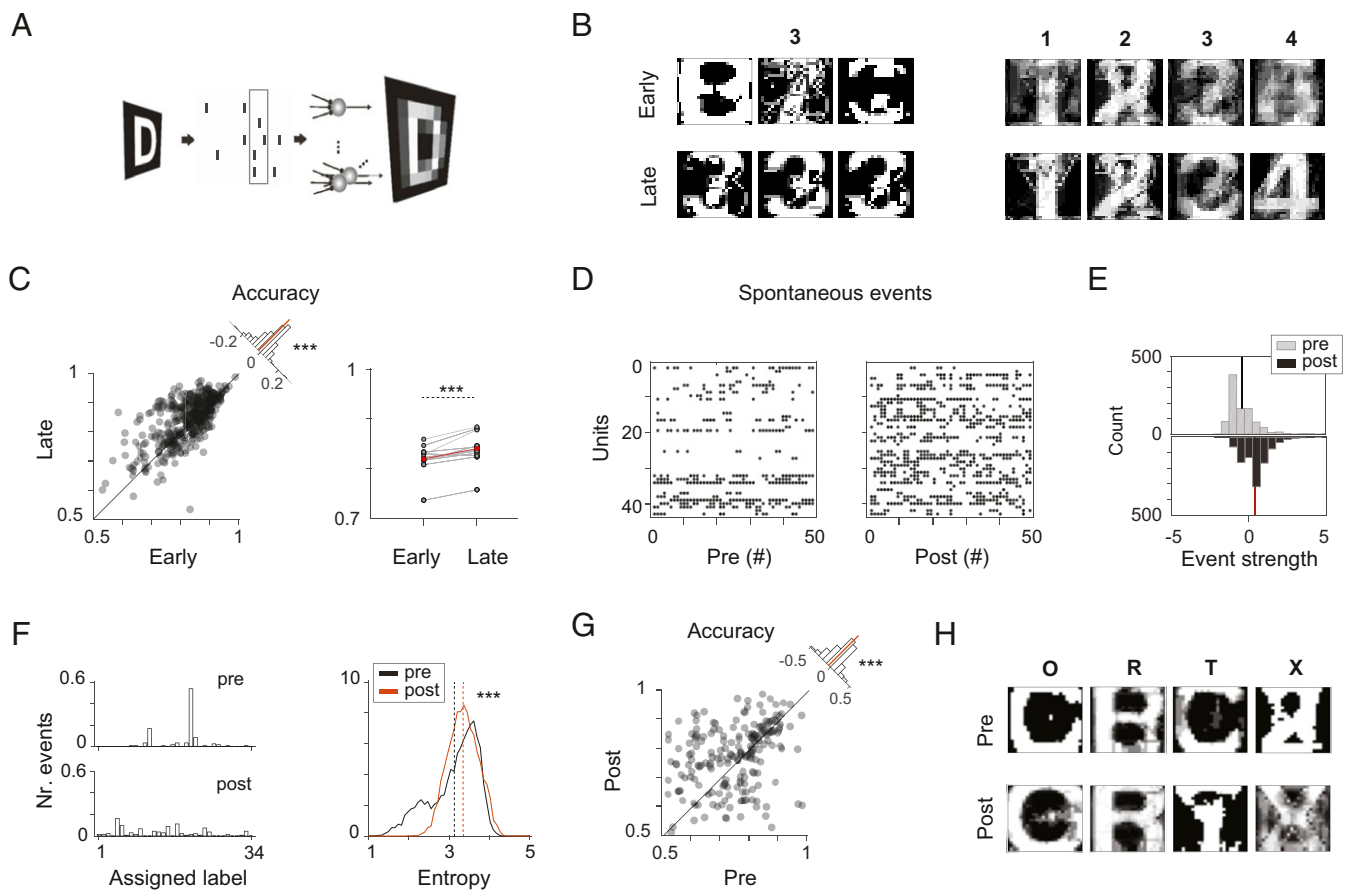 A
D
D
B
3
1 2 3 4
Early
Late
C
Accuracy
-0.2
0
0.2
***
1
Late
0.5
0.5 1
Early
1
***
0.7
Early Late
D
Spontaneous events
0
20
40
Units
0 50
Pre (#)
0 50
Post (#)
E
pre
post
500
0
500
Count
-5 0 5
Event strength
F
0.6
pre
0
0.6
post
0
Nr. events
1 34
Assigned label
pre
post
***
10
0
1 3 5
Entropy
G
Accuracy
-0.5
0
0.5
***
1
Post
0.5
0.5 1
Pre
H
O R T X
Pre
Post